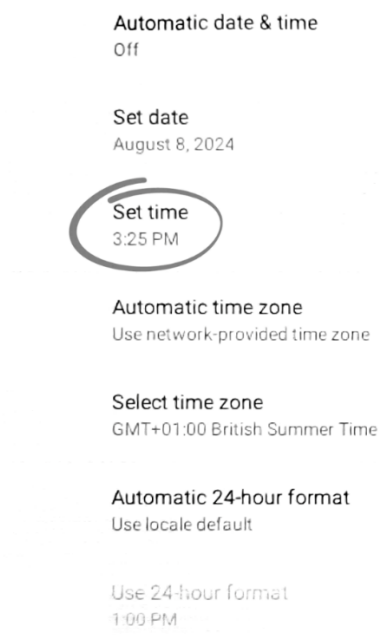 Automatic date & time
Off
Set date
August 8, 2024
Set time
3:25 PM
Automatic time zone
Use network-provided time zone
Select time zone
GMT+01:00 British Summer Time
Automatic 24-hour format
Use locale default
Use 24-hour format
1:00 PM